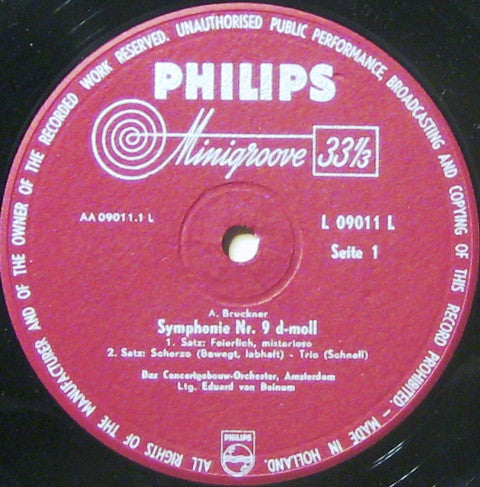 ALL RIGHTS OF THE MANUFACTURER AND OF THE OWNER OF THE RECORDED WORK RESERVED. UNAUTHORISED PUBLIC PERFORMANCE, BROADCASTING AND COPYING OF THIS RECORD PROHIBITED. – MADE IN HOLLAND.
PHILIPS
Minigroove 33⅓
AA 09011.1 L
L 09011 L
Seite 1
A. Bruckner
Symphonie Nr. 9 d-moll
1. Satz: Feierlich, misterioso
2. Satz: Scherzo (Bewegt, lebhaft) - Trio (Schnell)
Das Concertgebouw-Orchester, Amsterdam
Ltg. Eduard van Beinum
PHILIPS